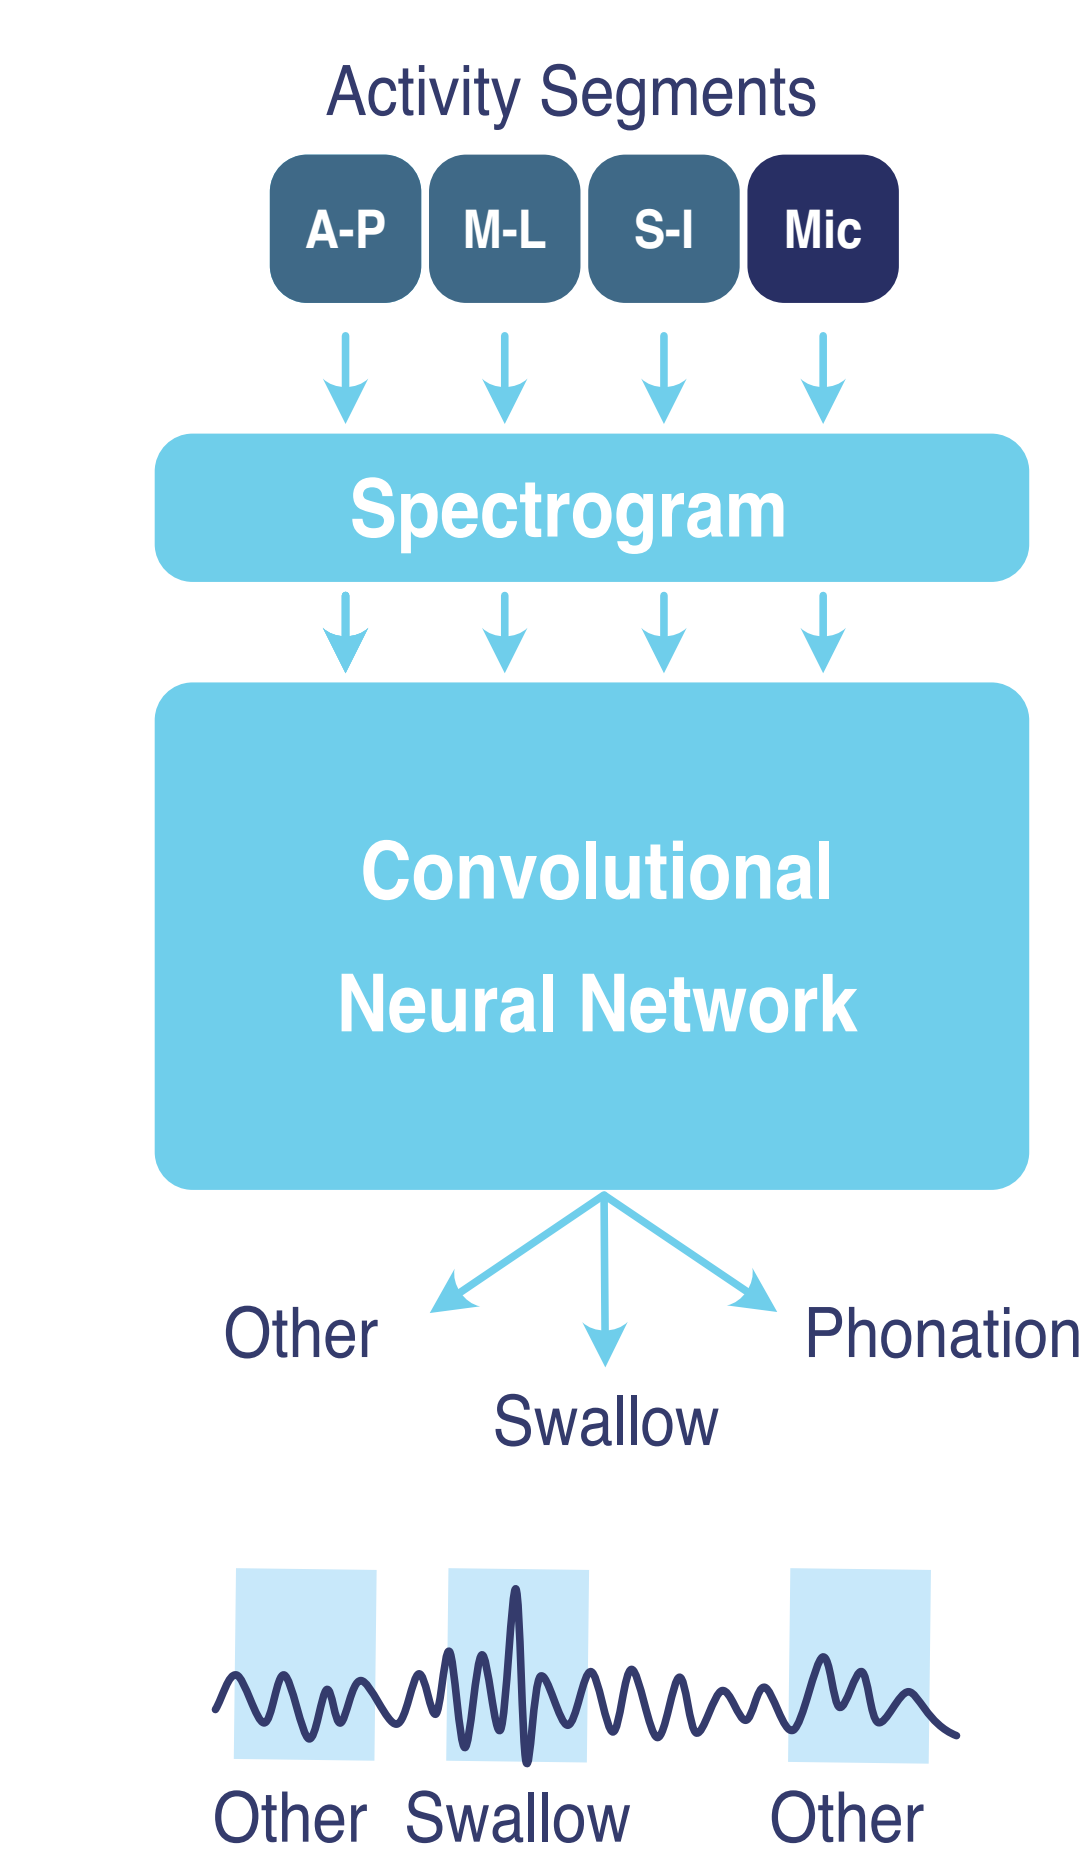 Activity Segments
A-P M-L S-I Mic
Spectrogram
Convolutional
Neural Network
Other Phonation
Swallow
Other Swallow Other